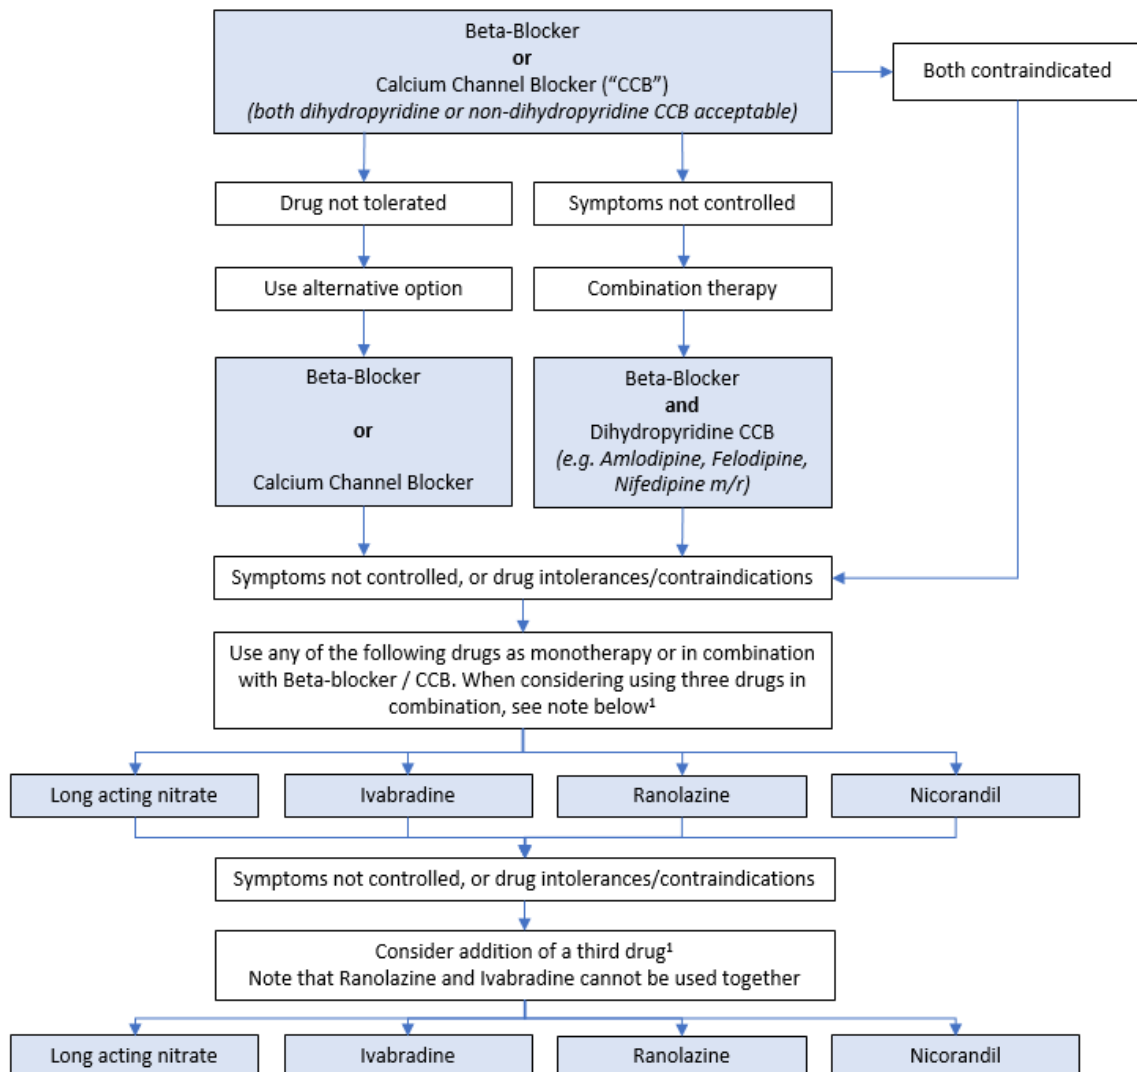 Beta-Blocker
or
Calcium Channel Blocker (“CCB”)
(both dihydropyridine or non-dihydropyridine CCB acceptable)
Both contraindicated
Drug not tolerated
Symptoms not controlled
Use alternative option
Combination therapy
Beta-Blocker
or
Calcium Channel Blocker
Beta-Blocker
and
Dihydropyridine CCB
(e.g. Amlodipine, Felodipine,
Nifedipine m/r)
Symptoms not controlled, or drug intolerances/contraindications
Use any of the following drugs as monotherapy or in combination
with Beta-blocker / CCB. When considering using three drugs in
combination, see note below¹
Long acting nitrate
Ivabradine
Ranolazine
Nicorandil
Symptoms not controlled, or drug intolerances/contraindications
Consider addition of a third drug¹
Note that Ranolazine and Ivabradine cannot be used together
Long acting nitrate
Ivabradine
Ranolazine
Nicorandil